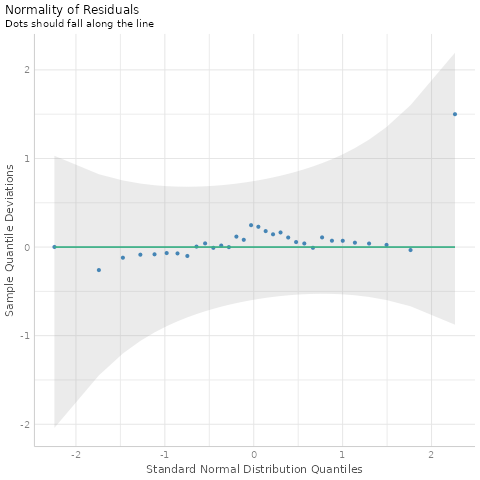 Normality of Residuals
Dots should fall along the line
Sample Quantile Deviations
2
1
0
-1
-2
-2
-1
0
1
2
Standard Normal Distribution Quantiles